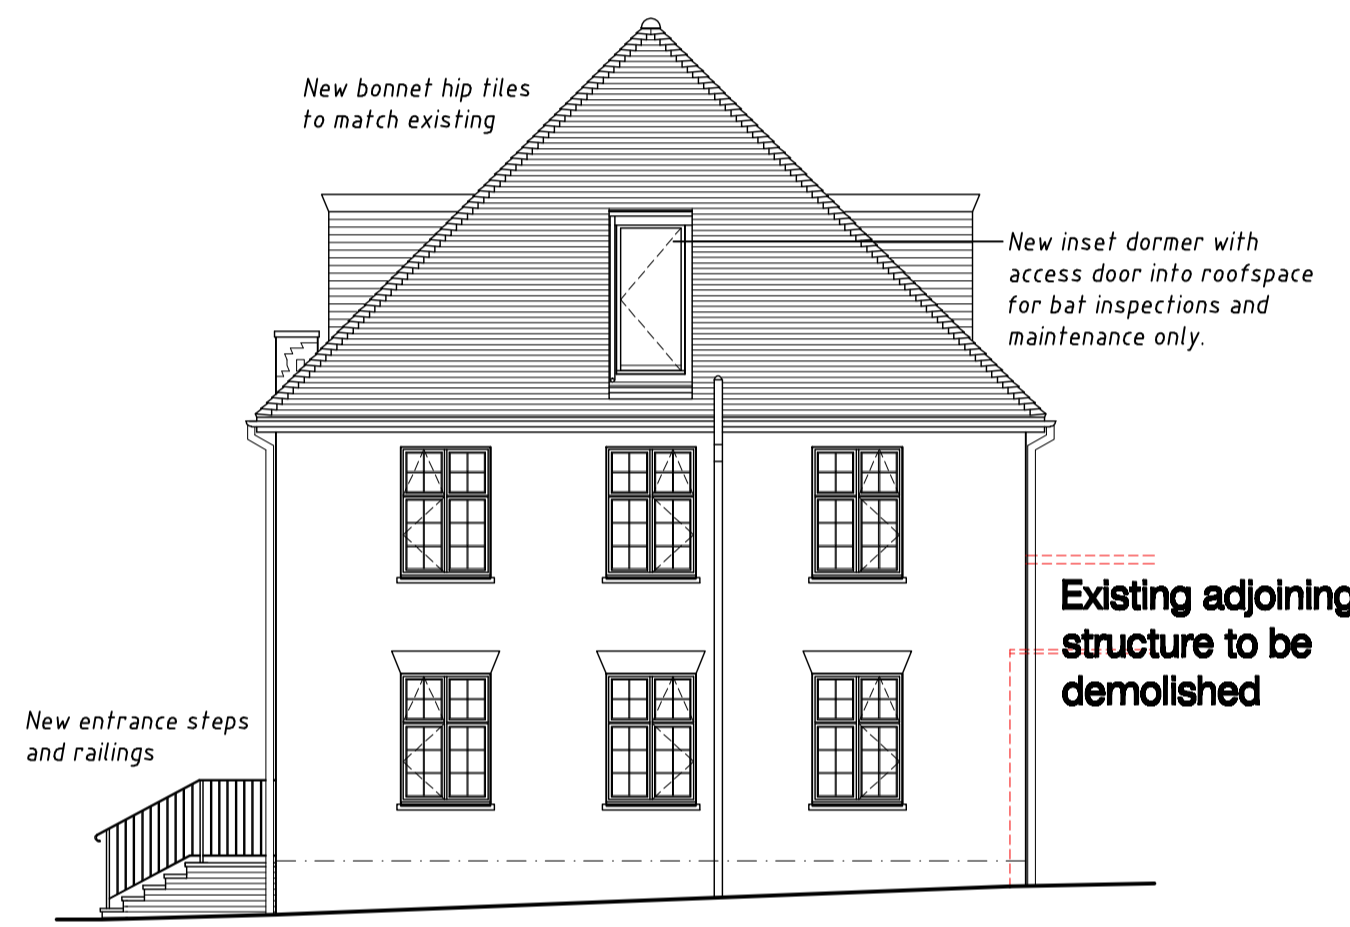 New bonnet hip tiles
to match existing
New inset dormer with
access door into roofspace
for bat inspections and
maintenance only.
Existing adjoining
structure to be
demolished
New entrance steps
and railings